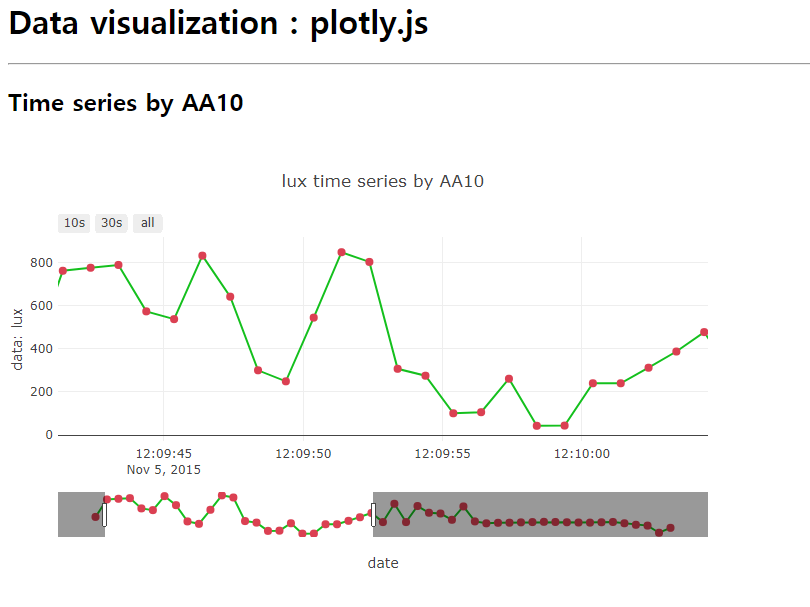 Data visualization : plotly.js
Time series by AA10
lux time series by AA10
10s 30s all
800
600
400
200
0
data: lux
12:09:45 12:09:50 12:09:55 12:10:00
Nov 5, 2015
date